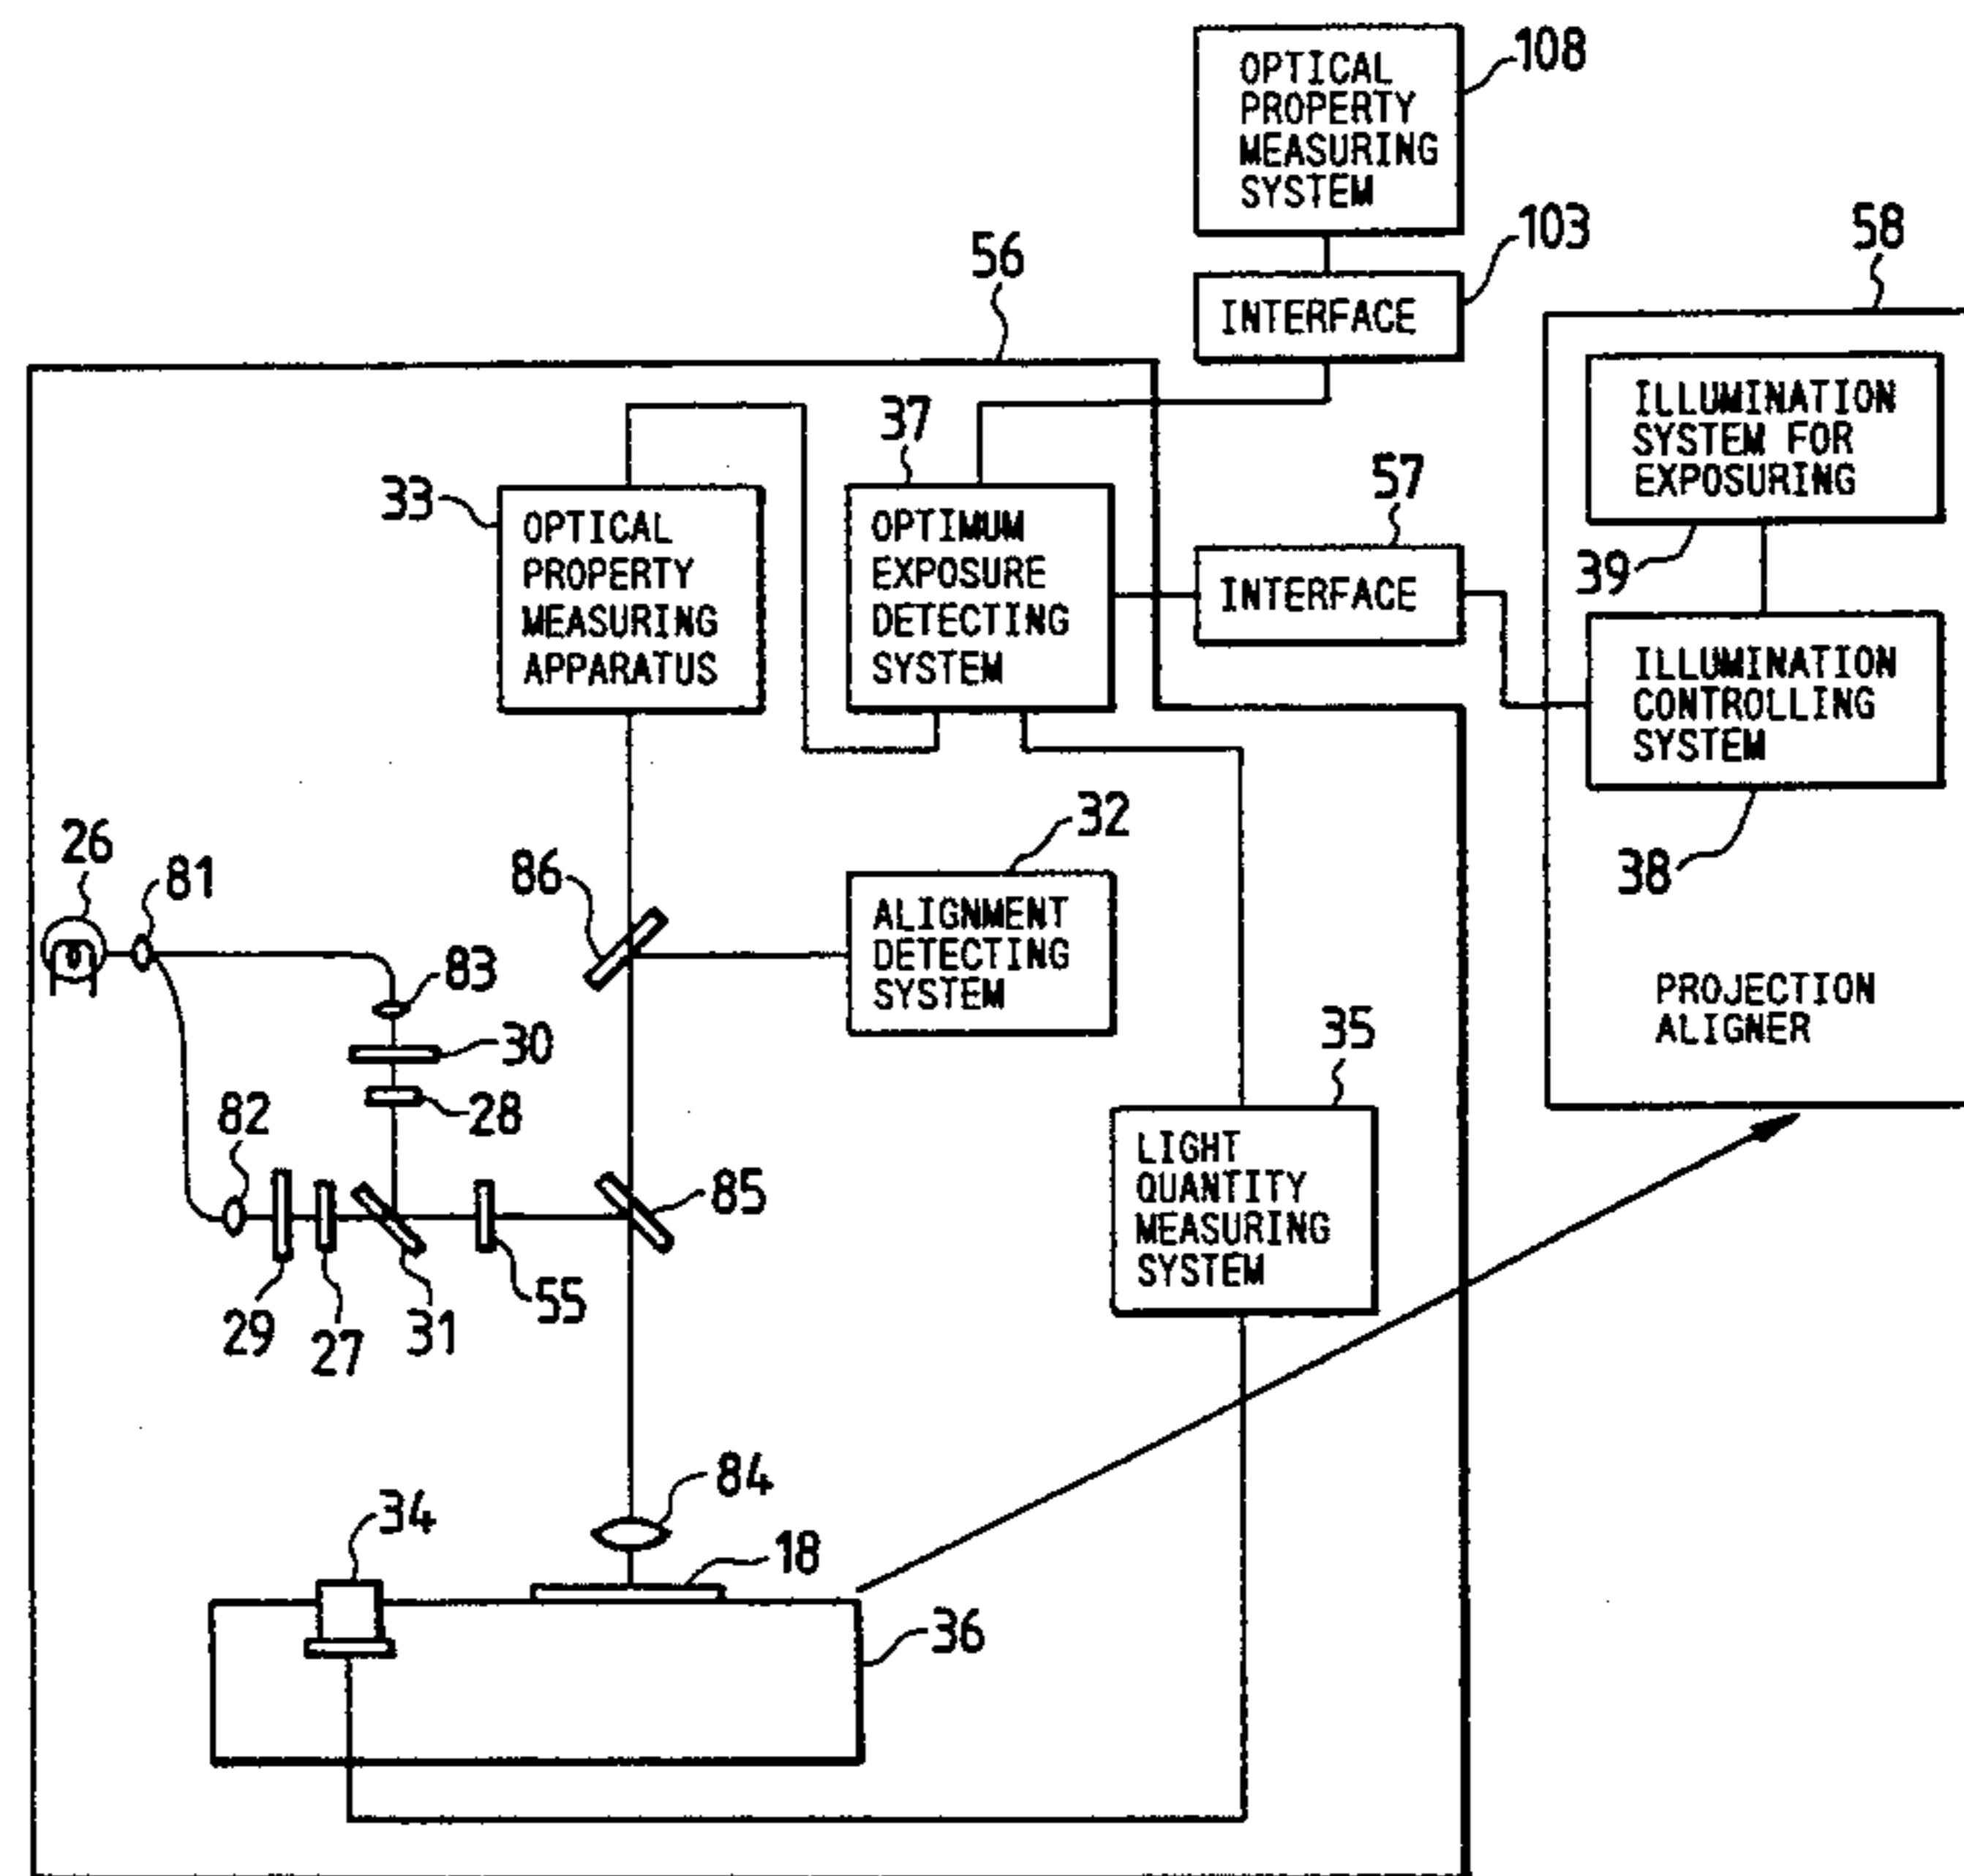 OPTICAL
PROPERTY
MEASURING
SYSTEM
108
INTERFACE
103
56
58
ILLUMINATION
SYSTEM FOR
EXPOSURING
39
37
33
OPTICAL
PROPERTY
MEASURING
APPARATUS
OPTIMUM
EXPOSURE
DETECTING
SYSTEM
57
INTERFACE
ILLUMINATION
CONTROLLING
SYSTEM
38
PROJECTION
ALIGNER
26
81
86
32
ALIGNMENT
DETECTING
SYSTEM
83
30
28
82
29
27
31
55
85
35
LIGHT
QUANTITY
MEASURING
SYSTEM
84
34
18
36